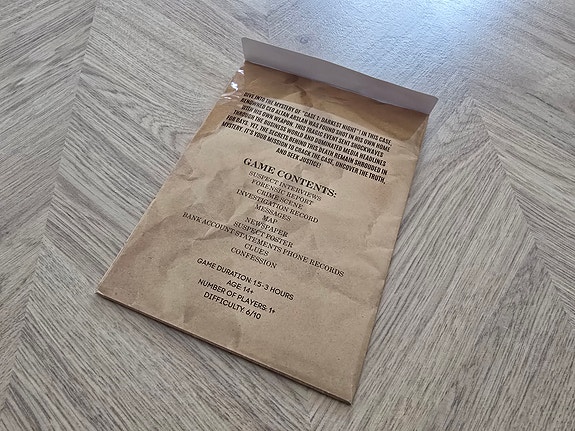 DIVE INTO THE MYSTERY OF "CASE 1: DARKEST NIGHT"! IN THIS CASE,
RENOWNED CEO ALTAN ARSLAN WAS FOUND SHOT IN HIS OWN HOME
WITH HIS OWN WEAPON. THIS TRAGIC EVENT SENT SHOCKWAVES
THROUGH THE BUSINESS WORLD AND DOMINATED MEDIA HEADLINES
FOR DAYS. YET, THE SECRETS BEHIND THIS DEATH REMAIN SHROUDED IN
MYSTERY. IT'S YOUR MISSION TO CRACK THE CASE, UNCOVER THE TRUTH,
AND SEEK JUSTICE!
GAME CONTENTS:
SUSPECT INTERVIEWS
FORENSIC REPORT
CRIME SCENE
INVESTIGATION RECORD
MESSAGES
MAP
NEWSPAPER
SUSPECT POSTER
BANK ACCOUNT STATEMENTS PHONE RECORDS
CLUES
CONFESSION
GAME DURATION: 1.5-3 HOURS
AGE: 14+
NUMBER OF PLAYERS: 1+
DIFFICULTY: 6/10